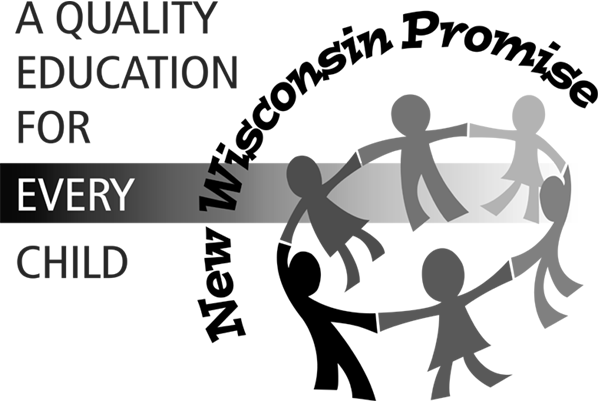 A QUALITY
EDUCATION
FOR
EVERY
CHILD
New Wisconsin Promise